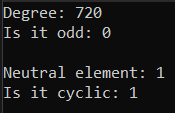 Degree: 720
Is it odd: 0
Neutral element: 1
Is it cyclic: 1